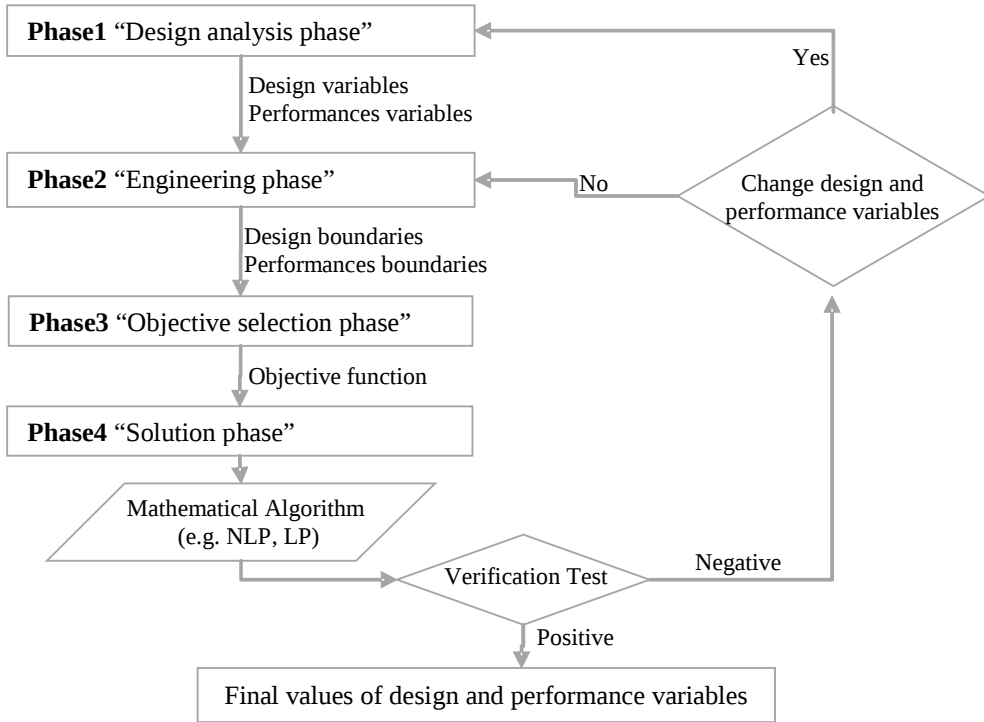 Phase1 “Design analysis phase”
Yes
Design variables
Performances variables
Phase2 “Engineering phase”
No
Change design and
performance variables
Design boundaries
Performances boundaries
Phase3 “Objective selection phase”
Objective function
Phase4 “Solution phase”
Mathematical Algorithm
(e.g. NLP, LP)
Verification Test
Negative
Positive
Final values of design and performance variables